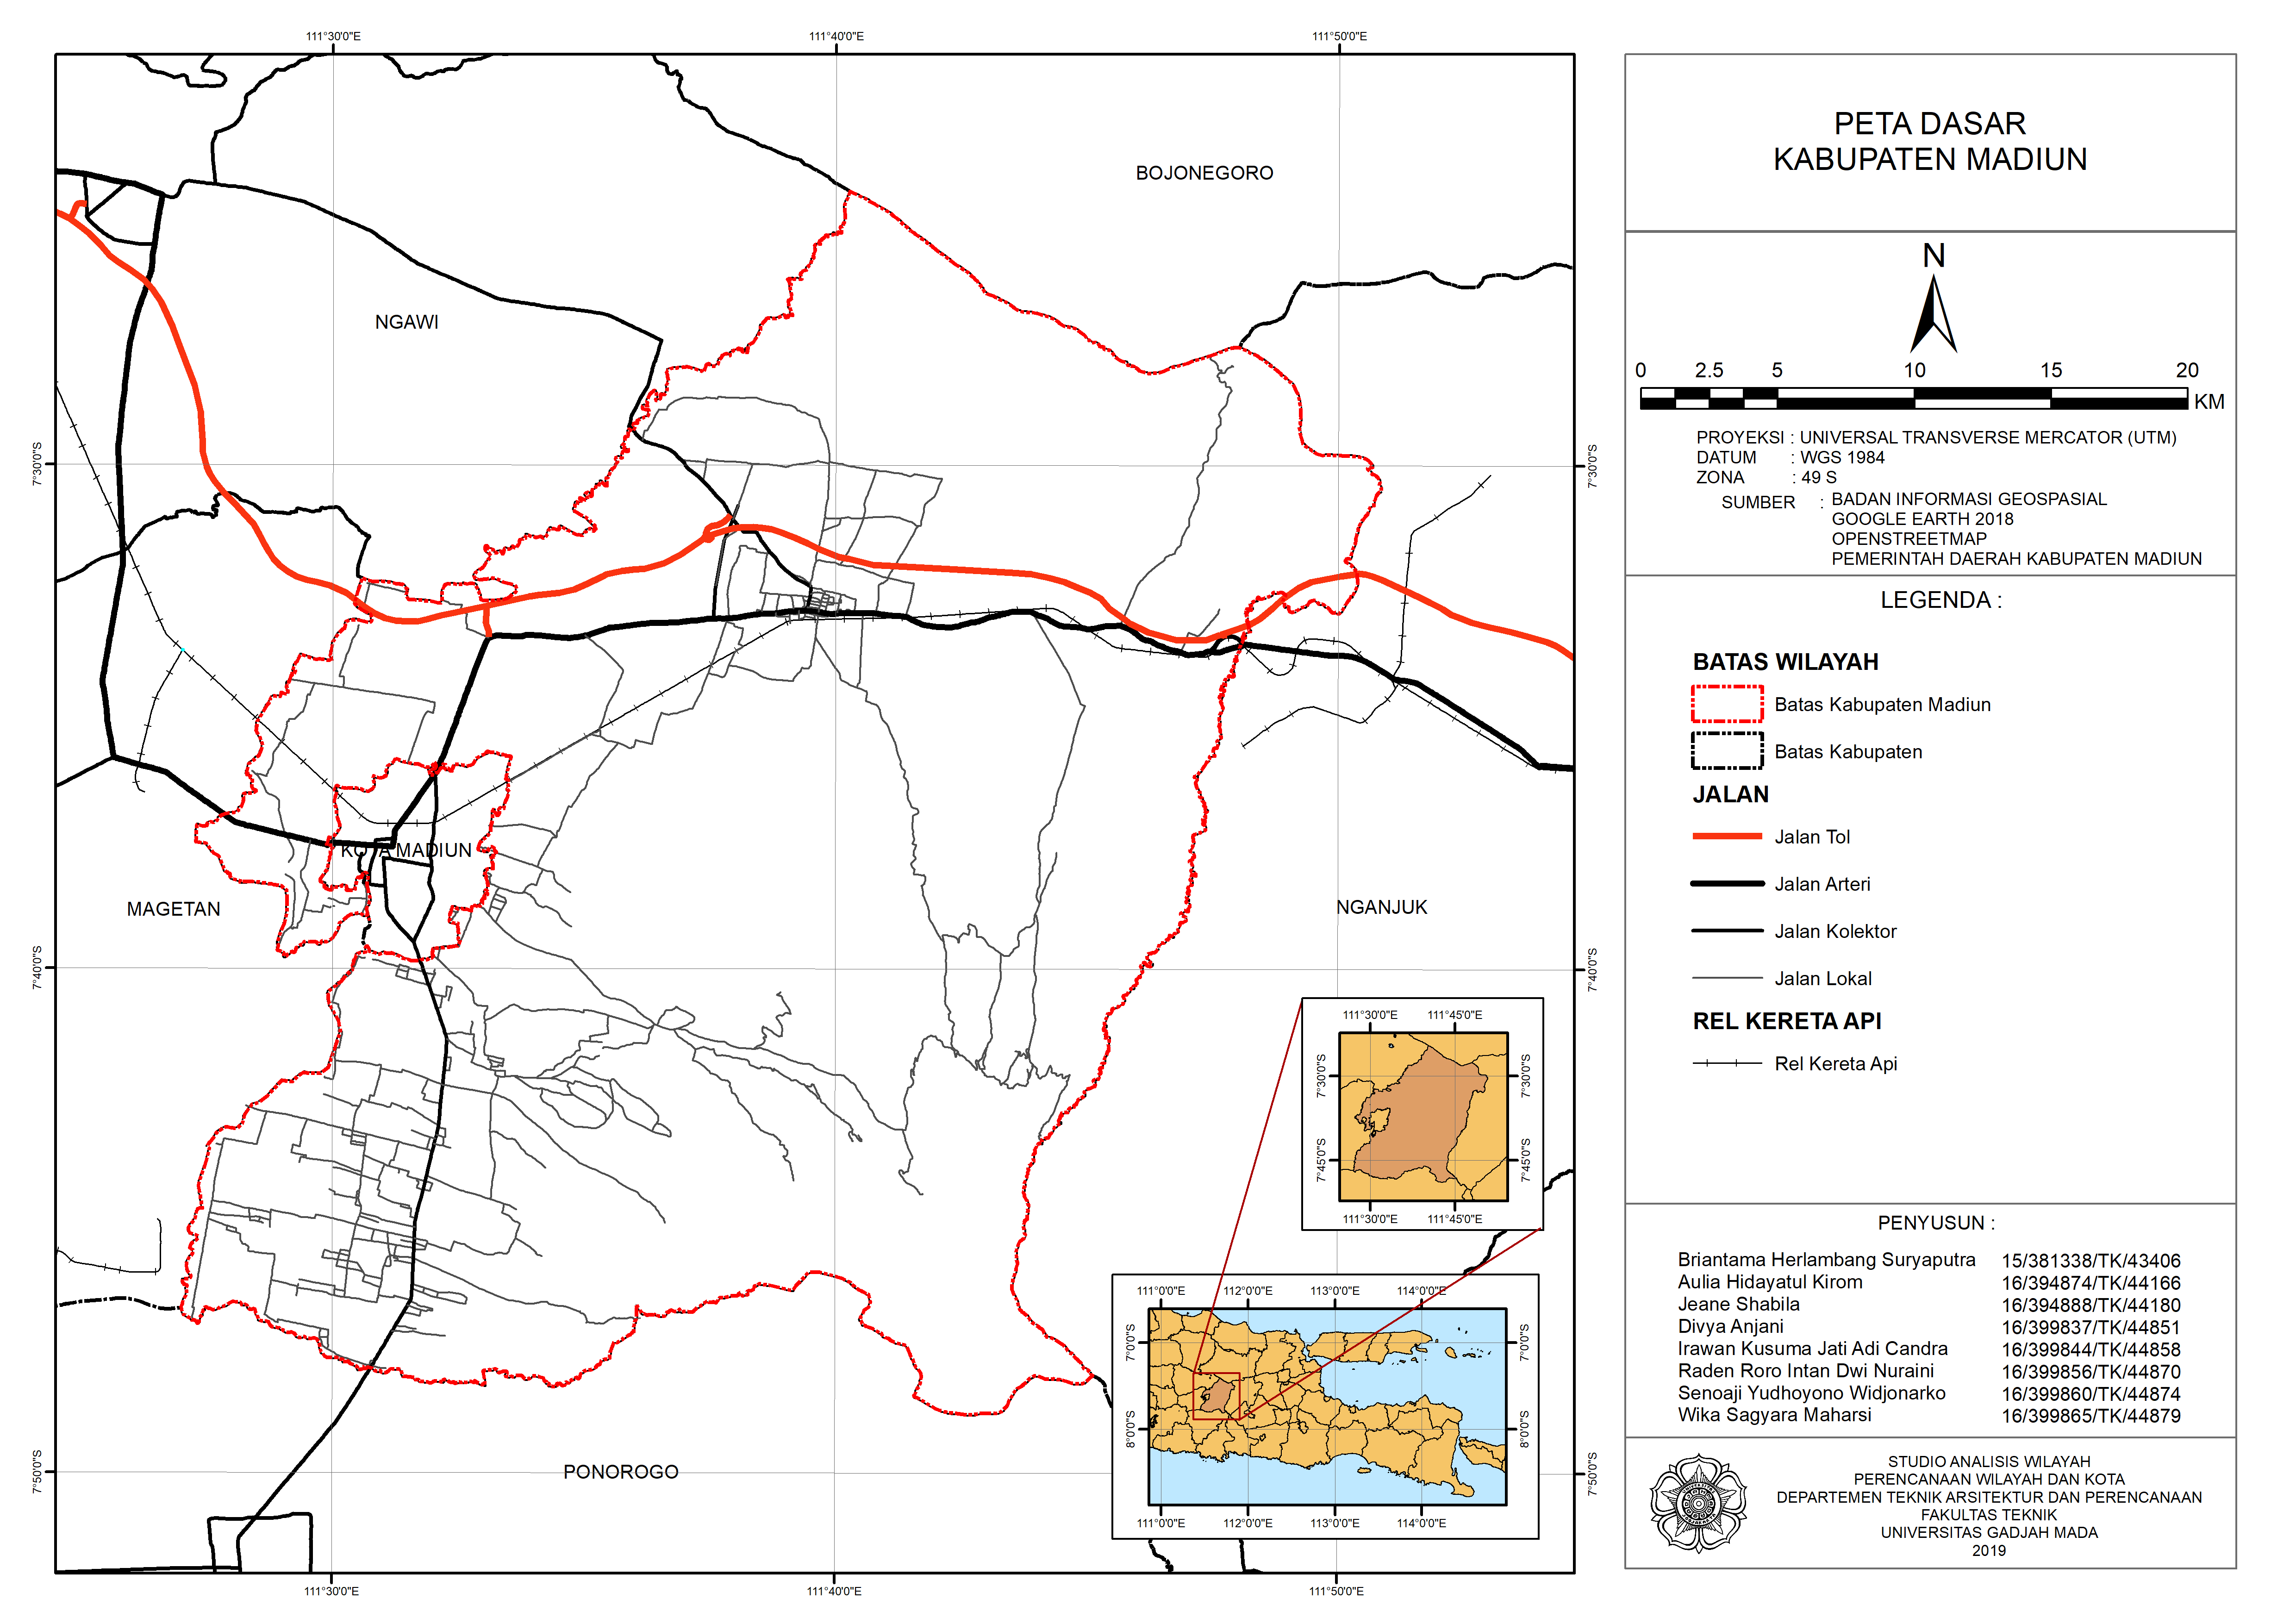 111°30'0"E
111°40'0"E
111°50'0"E
7°30'0"S
7°40'0"S
7°50'0"S
7°30'0"S
7°40'0"S
7°50'0"S
111°30'0"E
111°40'0"E
111°50'0"E
BOJONEGORO
NGAWI
KOTA MADIUN
MAGETAN
NGANJUK
PONOROGO
111°30'0"E
111°45'0"E
7°30'0"S
7°45'0"S
7°30'0"S
7°45'0"S
111°30'0"E
111°45'0"E
111°0'0"E
112°0'0"E
113°0'0"E
114°0'0"E
7°0'0"S
8°0'0"S
7°0'0"S
8°0'0"S
111°0'0"E
112°0'0"E
113°0'0"E
114°0'0"E
PETA DASAR
KABUPATEN MADIUN
N
0 2.5 5 10 15 20
KM
PROYEKSI : UNIVERSAL TRANSVERSE MERCATOR (UTM)
DATUM : WGS 1984
ZONA : 49 S
SUMBER : BADAN INFORMASI GEOSPASIAL
GOOGLE EARTH 2018
OPENSTREETMAP
PEMERINTAH DAERAH KABUPATEN MADIUN
LEGENDA :
BATAS WILAYAH
Batas Kabupaten Madiun
Batas Kabupaten
JALAN
Jalan Tol
Jalan Arteri
Jalan Kolektor
Jalan Lokal
REL KERETA API
Rel Kereta Api
PENYUSUN :
Briantama Herlambang Suryaputra 15/381338/TK/43406
Aulia Hidayatul Kirom 16/394874/TK/44166
Jeane Shabila 16/394888/TK/44180
Divya Anjani 16/399837/TK/44851
Irawan Kusuma Jati Adi Candra 16/399844/TK/44858
Raden Roro Intan Dwi Nuraini 16/399856/TK/44870
Senoaji Yudhoyono Widjonarko 16/399860/TK/44874
Wika Sagyara Maharsi 16/399865/TK/44879
STUDIO ANALISIS WILAYAH
PERENCANAAN WILAYAH DAN KOTA
DEPARTEMEN TEKNIK ARSITEKTUR DAN PERENCANAAN
FAKULTAS TEKNIK
UNIVERSITAS GADJAH MADA
2019